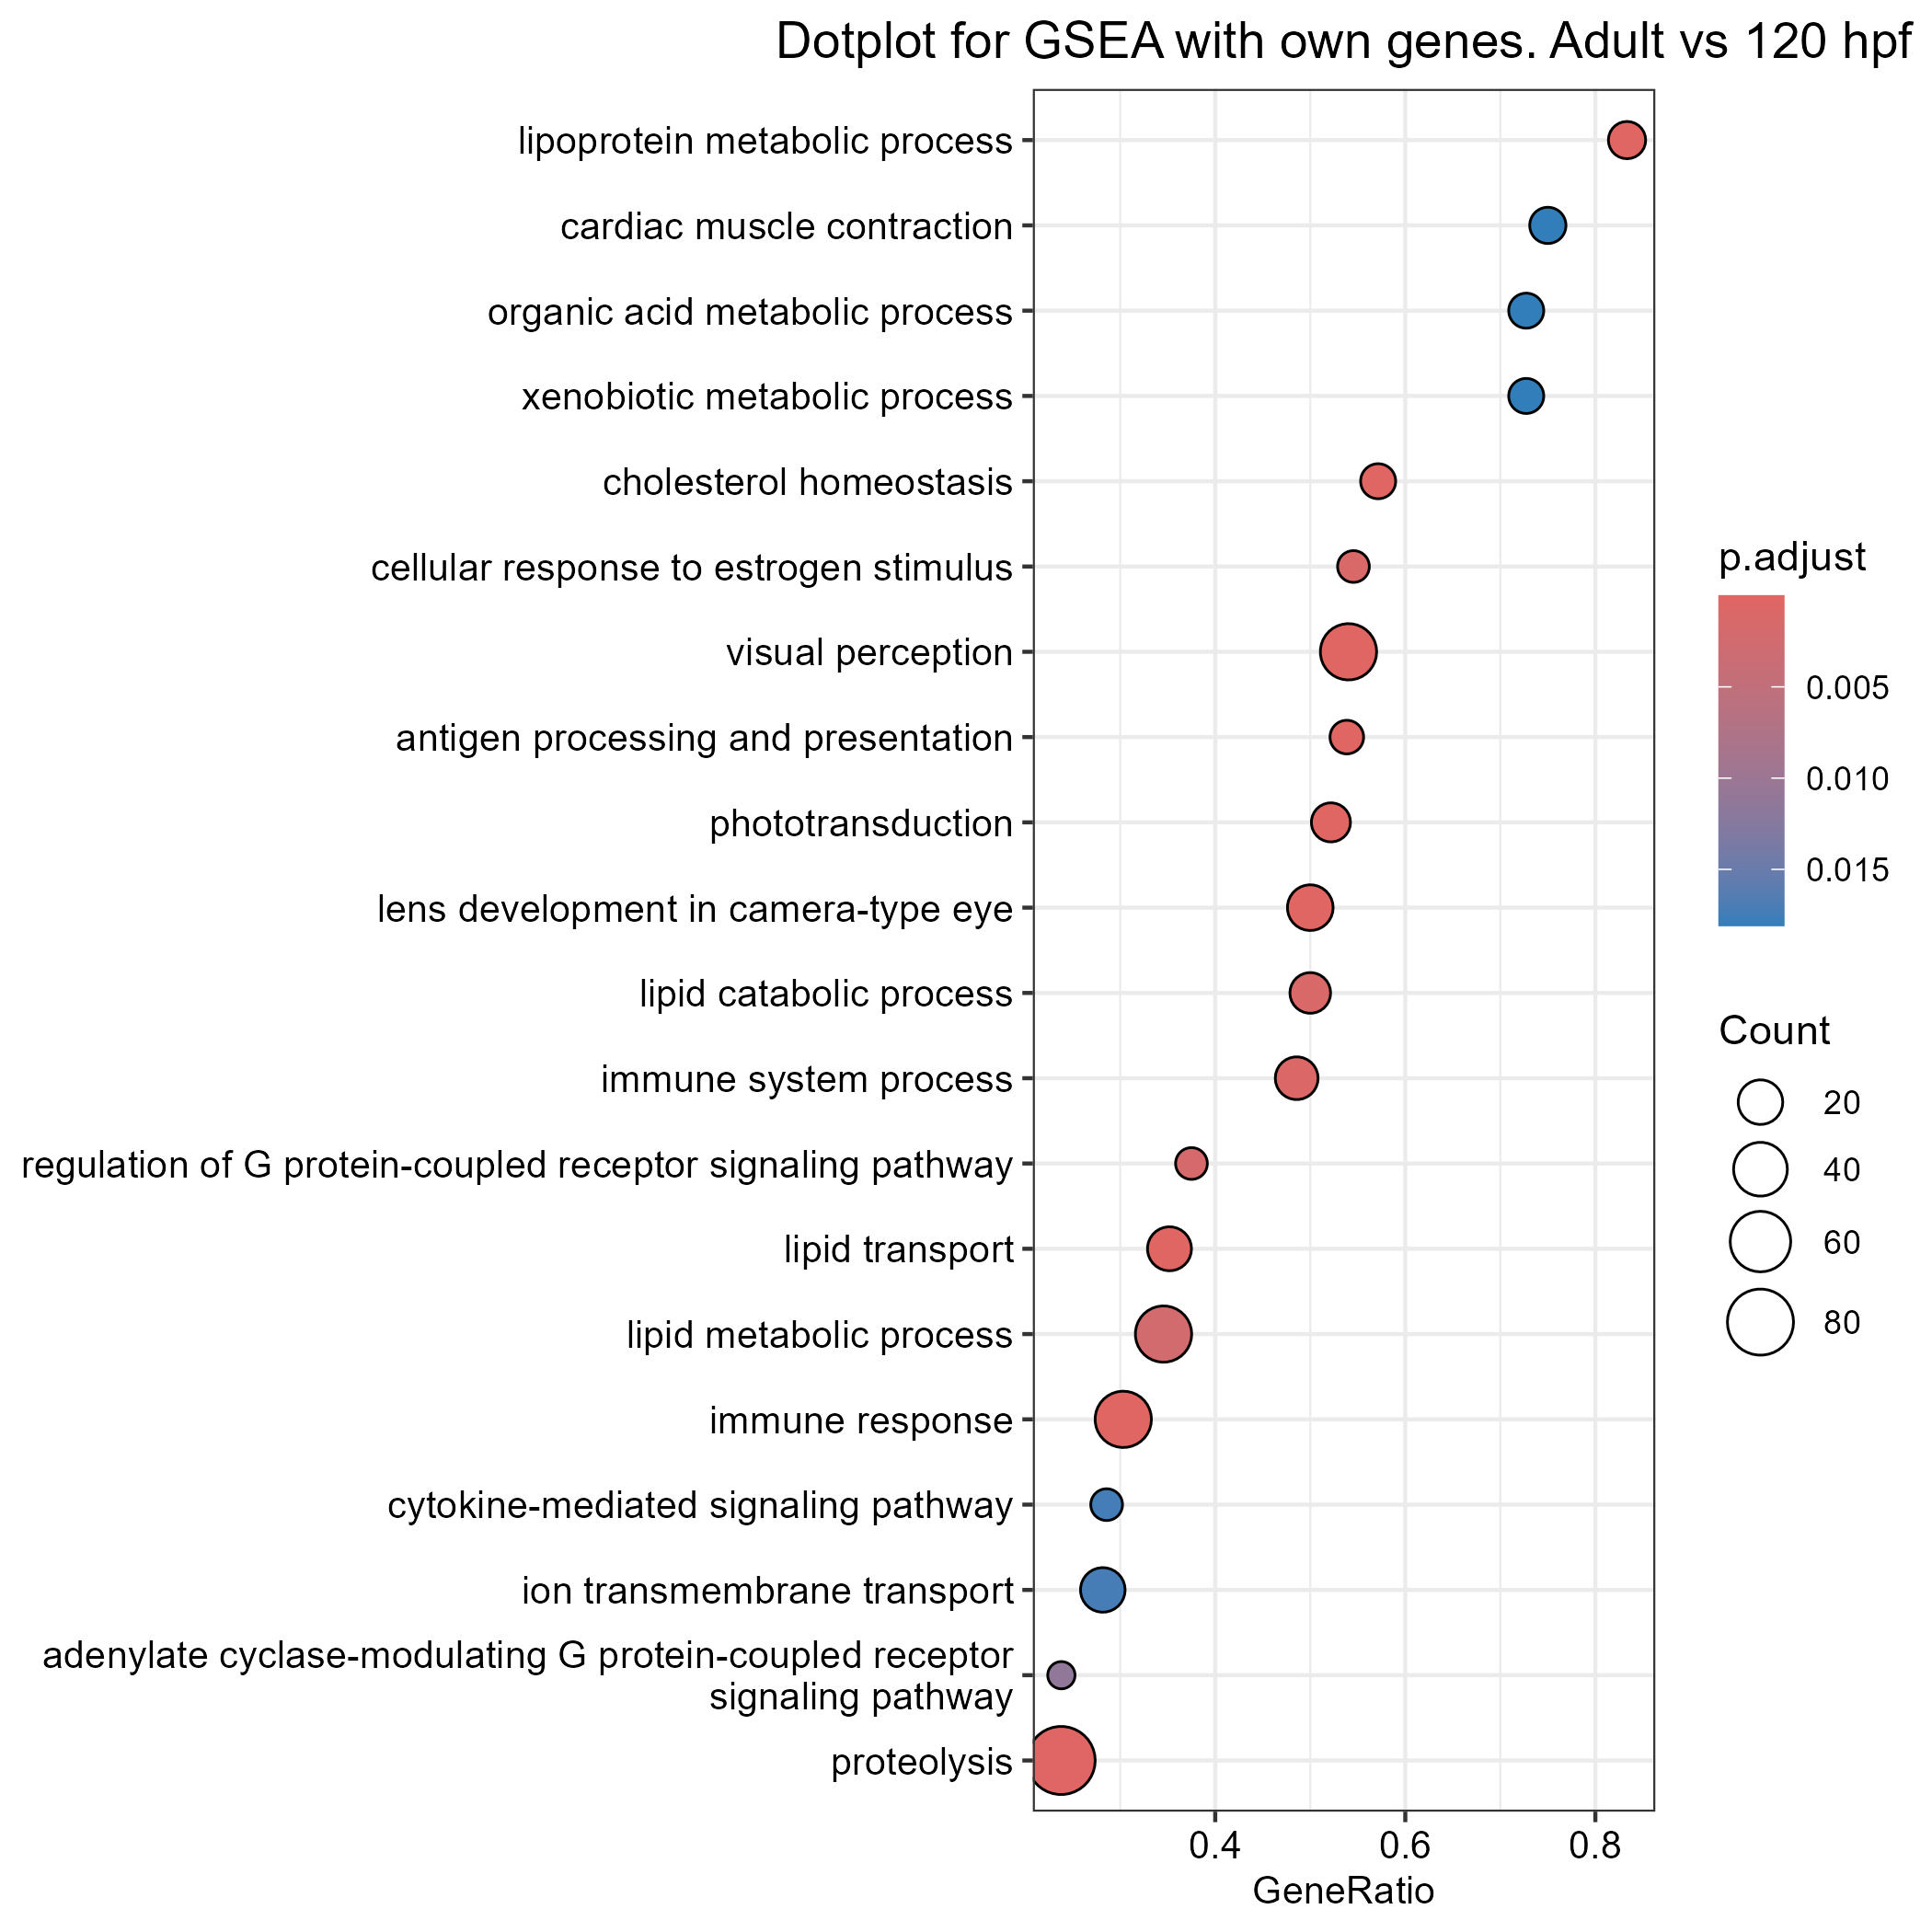 Dotplot for GSEA with own genes. Adult vs 120 hpf
lipoprotein metabolic process
cardiac muscle contraction
organic acid metabolic process
xenobiotic metabolic process
cholesterol homeostasis
cellular response to estrogen stimulus
visual perception
antigen processing and presentation
phototransduction
lens development in camera-type eye
lipid catabolic process
immune system process
regulation of G protein-coupled receptor signaling pathway
lipid transport
lipid metabolic process
immune response
cytokine-mediated signaling pathway
ion transmembrane transport
adenylate cyclase-modulating G protein-coupled receptor
signaling pathway
proteolysis
0.4 0.6 0.8
GeneRatio
p.adjust
0.005
0.010
0.015
Count
20
40
60
80